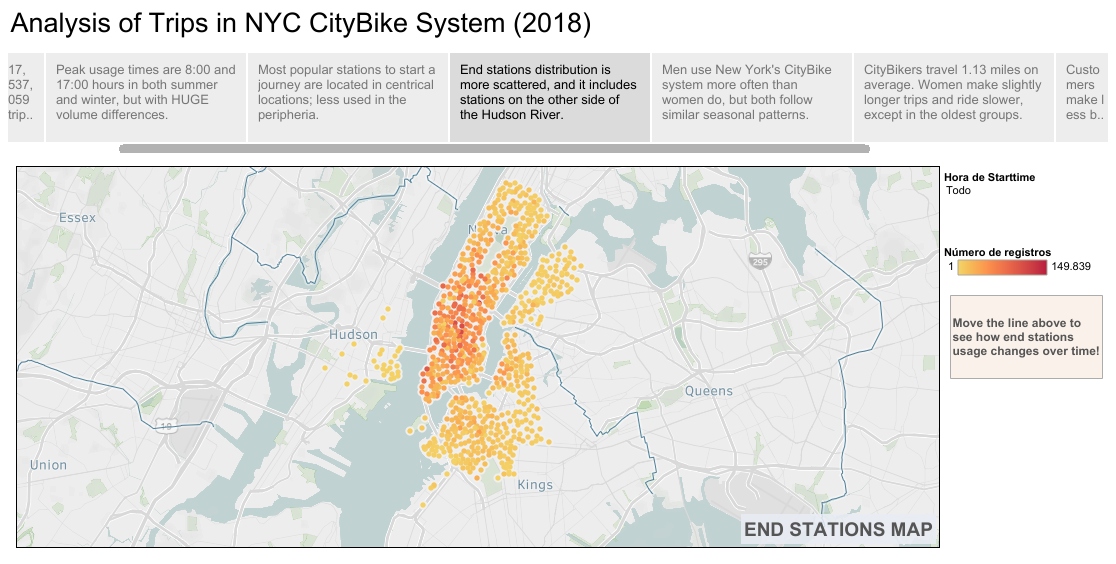 Analysis of Trips in NYC CityBike System (2018)
17,
537,
059
trip..
Peak usage times are 8:00 and
17:00 hours in both summer
and winter, but with HUGE
volume differences.
Most popular stations to start a
journey are located in centrical
locations; less used in the
peripheria.
End stations distribution is
more scattered, and it includes
stations on the other side of
the Hudson River.
Men use New York's CityBike
system more often than
women do, but both follow
similar seasonal patterns.
CityBikers travel 1.13 miles on
average. Women make slightly
longer trips and ride slower,
except in the oldest groups.
Custo
mers
make l
ess b..
Hora de Starttime
Todo
Número de registros
1 149.839
Move the line above to
see how end stations
usage changes over time!
Essex
295
Hudson
Queens
19
Union
Kings
END STATIONS MAP